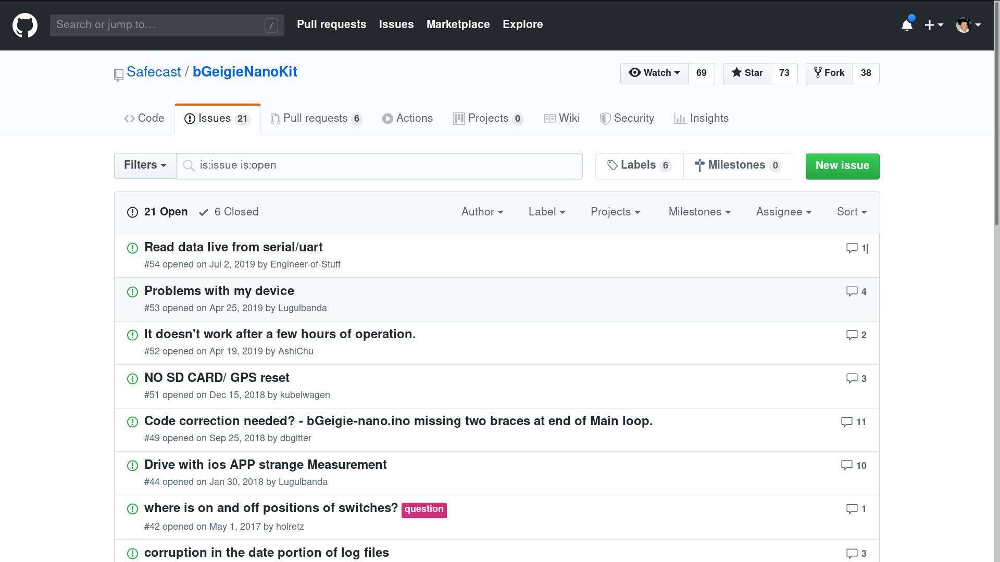 Search or jump to… /
Pull requests Issues Marketplace Explore
Safecast / bGeigieNanoKit
Watch 69 Star 73 Fork 38
Code Issues 21 Pull requests 6 Actions Projects 0 Wiki Security Insights
Filters is:issue is:open Labels 6 Milestones 0 New issue
21 Open 6 Closed Author Label Projects Milestones Assignee Sort
Read data live from serial/uart 1
#54 opened on Jul 2, 2019 by Engineer-of-Stuff
Problems with my device 4
#53 opened on Apr 25, 2019 by Lugulbanda
It doesn't work after a few hours of operation. 2
#52 opened on Apr 19, 2019 by AshiChu
NO SD CARD/ GPS reset 3
#51 opened on Dec 15, 2018 by kubelwagen
Code correction needed? - bGeigie-nano.ino missing two braces at end of Main loop. 11
#49 opened on Sep 25, 2018 by dbgitter
Drive with ios APP strange Measurement 10
#44 opened on Jan 30, 2018 by Lugulbanda
where is on and off positions of switches? question 1
#42 opened on May 1, 2017 by holretz
corruption in the date portion of log files 3